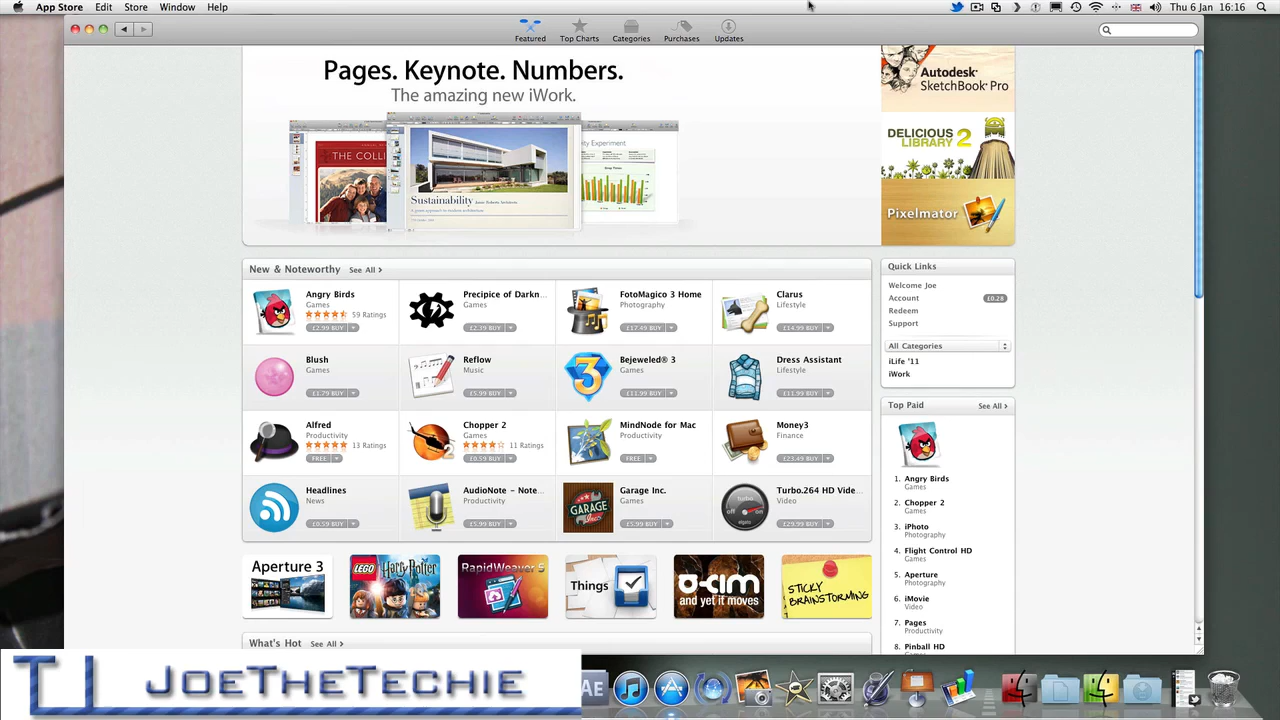 App Store Edit Store Window Help
Thu 6 Jan 16:16
Featured Top Charts Categories Purchases Updates
Pages. Keynote. Numbers.
The amazing new iWork.
THE COLLI
Sustainability
Autodesk
SketchBook Pro
DELICIOUS
LIBRARY 2
Pixelmator
New & Noteworthy See All >
Angry Birds
Games
59 Ratings
£2.99 BUY
Precipice of Darkn...
Games
£2.39 BUY
FotoMagico 3 Home
Photography
£17.49 BUY
Clarus
Lifestyle
£14.99 BUY
Blush
Games
£1.79 BUY
Reflow
Music
£5.99 BUY
Bejeweled® 3
Games
£11.99 BUY
Dress Assistant
Lifestyle
£11.99 BUY
Alfred
Productivity
13 Ratings
FREE
Chopper 2
Games
11 Ratings
£0.59 BUY
MindNode for Mac
Productivity
FREE
Money3
Finance
£23.49 BUY
Headlines
News
£0.59 BUY
AudioNote - Note...
Productivity
£5.99 BUY
GARAGE
Garage Inc.
Games
£5.99 BUY
turbo
off on
elgato
Turbo.264 HD Vide...
Video
£29.99 BUY
Aperture 3
LEGO Harry Potter
RapidWeaver 5
Things
and yet it moves
STICKY
BRAINSTORMING
What's Hot See All >
Quick Links
Welcome Joe
Account £0.28
Redeem
Support
All Categories
iLife '11
iWork
Top Paid See All >
1. Angry Birds
Games
2. Chopper 2
Games
3. iPhoto
Photography
4. Flight Control HD
Games
5. Aperture
Photography
6. iMovie
Video
7. Pages
Productivity
8. Pinball HD
Games
TJ JoeTheTechie
AE